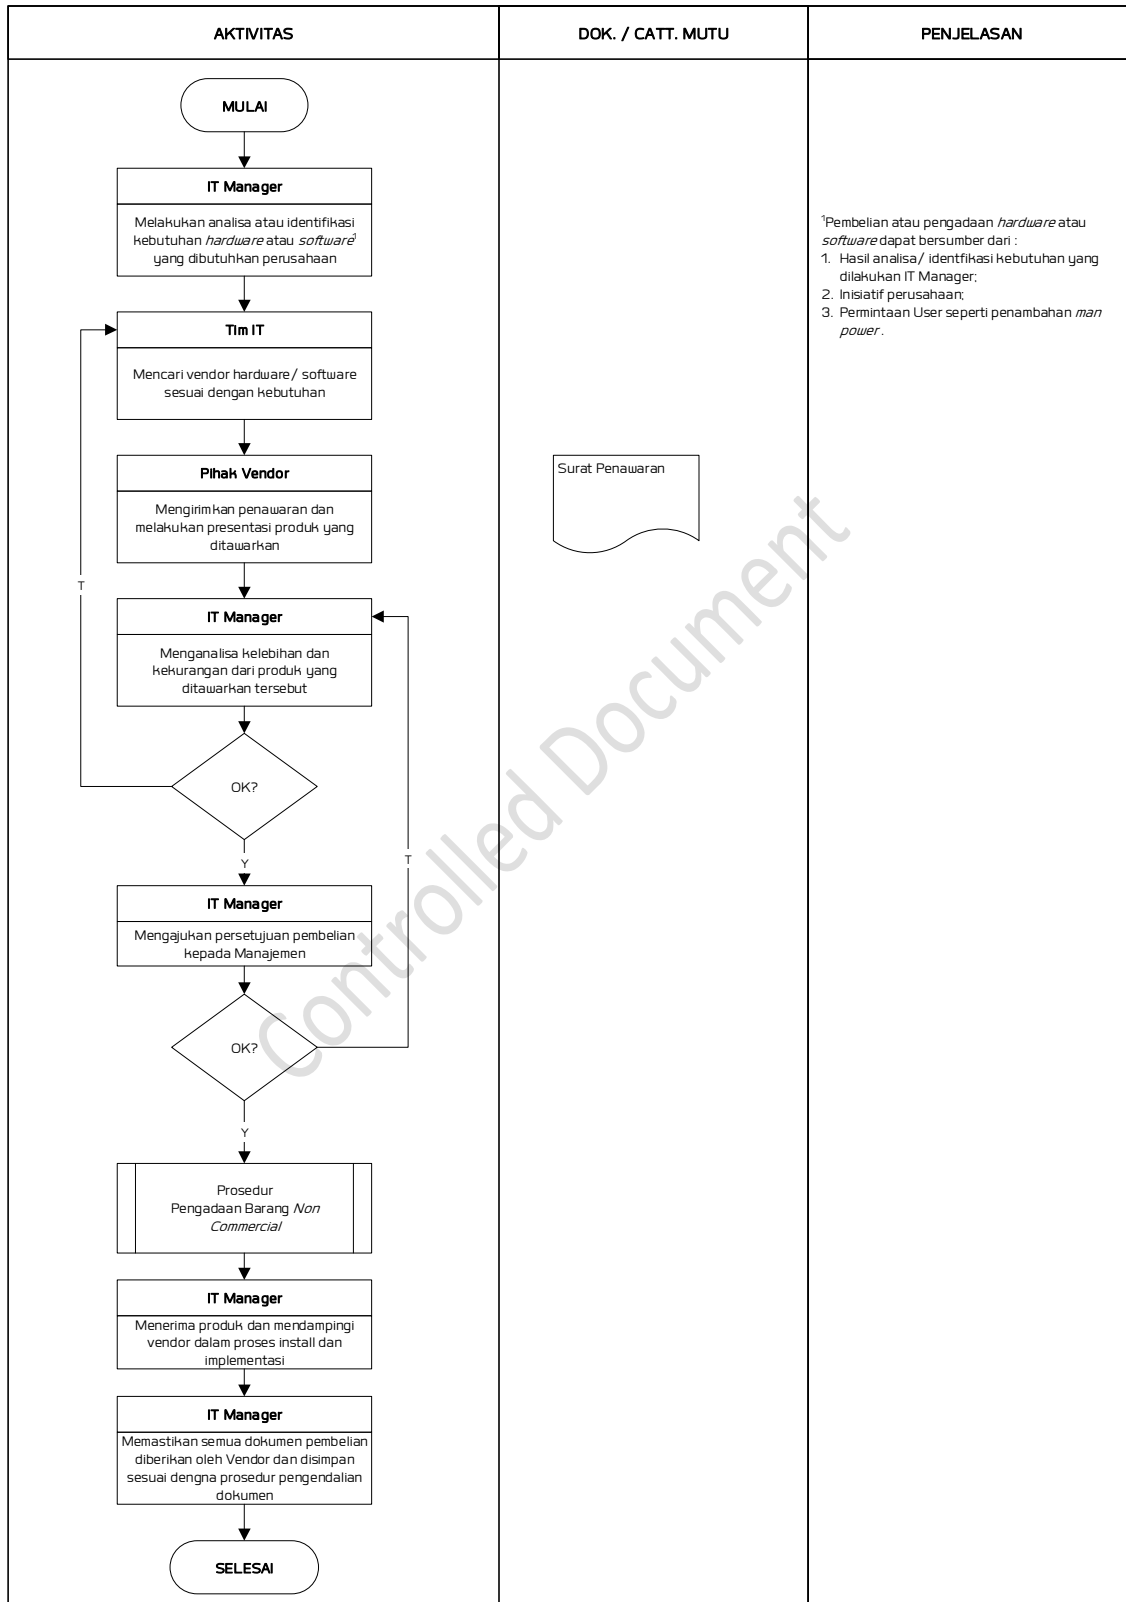 AKTIVITAS
DOK. / CATT. MUTU
PENJELASAN
MULAI
IT Manager
Melakukan analisa atau identifikasi
kebutuhan hardware atau software¹
yang dibutuhkan perusahaan
¹Pembelian atau pengadaan hardware atau
software dapat bersumber dari :
1. Hasil analisa/ identfikasi kebutuhan yang
dilakukan IT Manager;
2. Inisiatif perusahaan;
3. Permintaan User seperti penambahan man
power .
Tim IT
Mencari vendor hardware/ software
sesuai dengan kebutuhan
Pihak Vendor
Mengirimkan penawaran dan
melakukan presentasi produk yang
ditawarkan
Surat Penawaran
T
IT Manager
Menganalisa kelebihan dan
kekurangan dari produk yang
ditawarkan tersebut
OK?
Y
T
IT Manager
Mengajukan persetujuan pembelian
kepada Manajemen
OK?
Y
Prosedur
Pengadaan Barang Non
Commercial
IT Manager
Menerima produk dan mendampingi
vendor dalam proses install dan
implementasi
IT Manager
Memastikan semua dokumen pembelian
diberikan oleh Vendor dan disimpan
sesuai dengna prosedur pengendalian
dokumen
SELESAI
Controlled Document